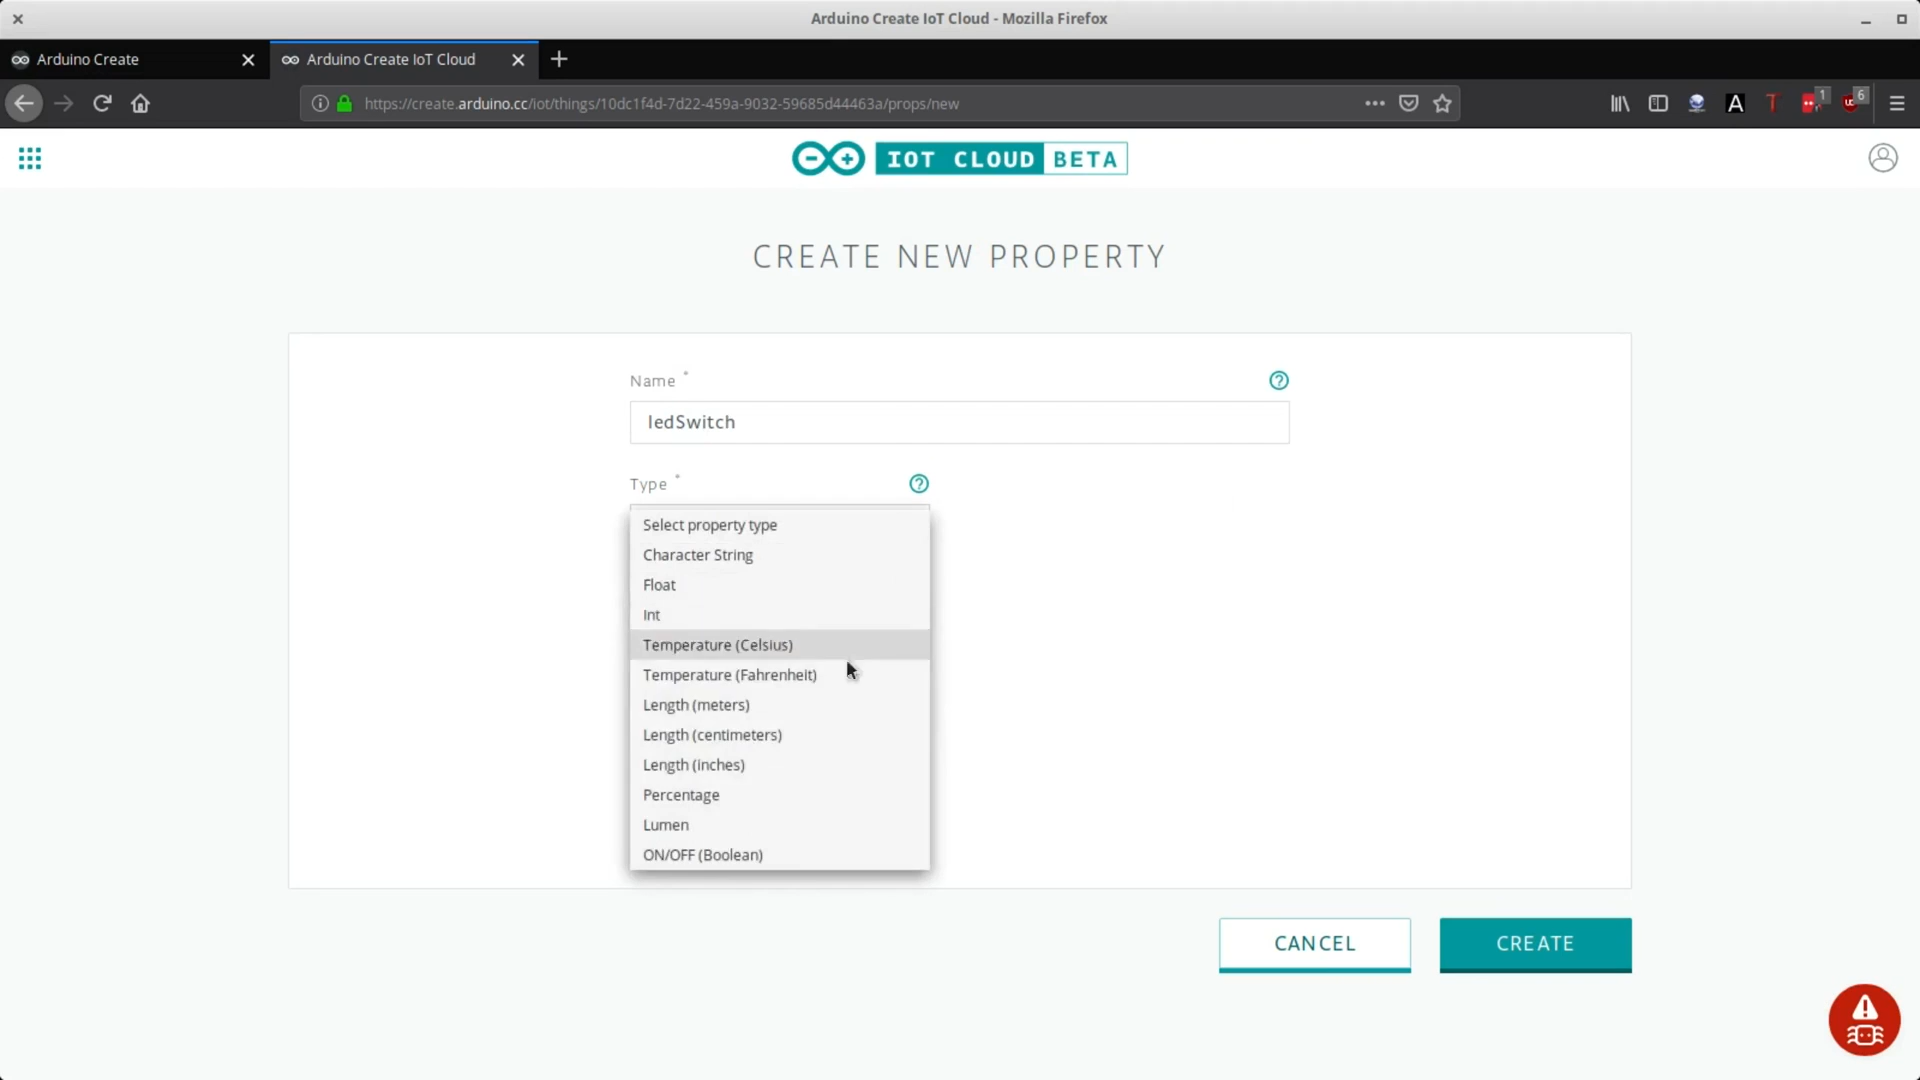 Arduino Create IoT Cloud - Mozilla Firefox
Arduino Create
Arduino Create IoT Cloud
https://create.arduino.cc/iot/things/10dc1f4d-7d22-459a-9032-59685d44463a/props/new
A
T
1
6
IOT CLOUD BETA
CREATE NEW PROPERTY
Name *
ledSwitch
Type *
Select property type
Character String
Float
Int
Temperature (Celsius)
Temperature (Fahrenheit)
Length (meters)
Length (centimeters)
Length (inches)
Percentage
Lumen
ON/OFF (Boolean)
CANCEL
CREATE